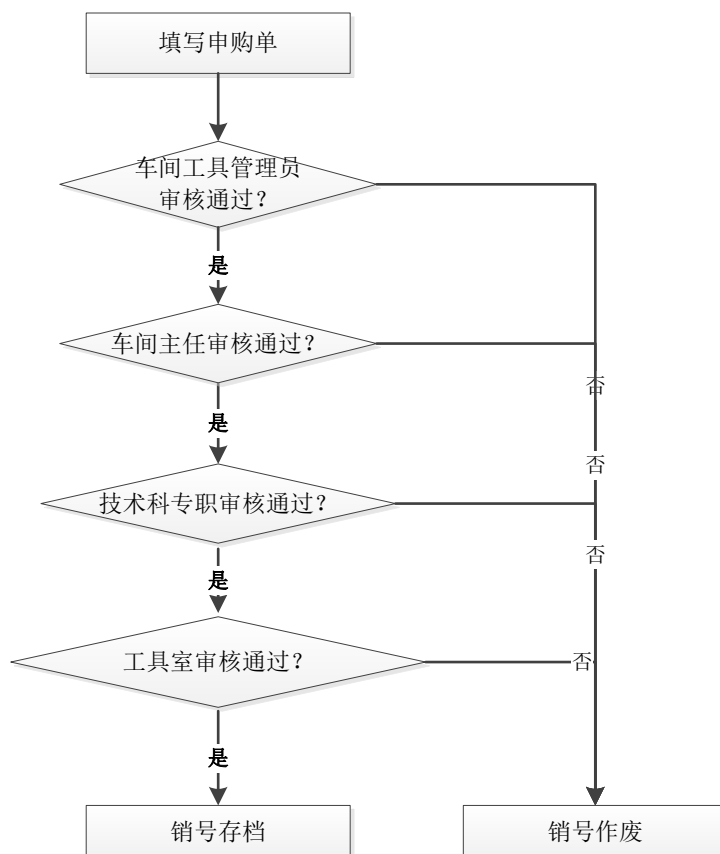 填写申购单
车间工具管理员
审核通过？
是
车间主任审核通过？
否
是
否
技术科专职审核通过？
否
是
工具室审核通过？
否
是
销号存档
销号作废